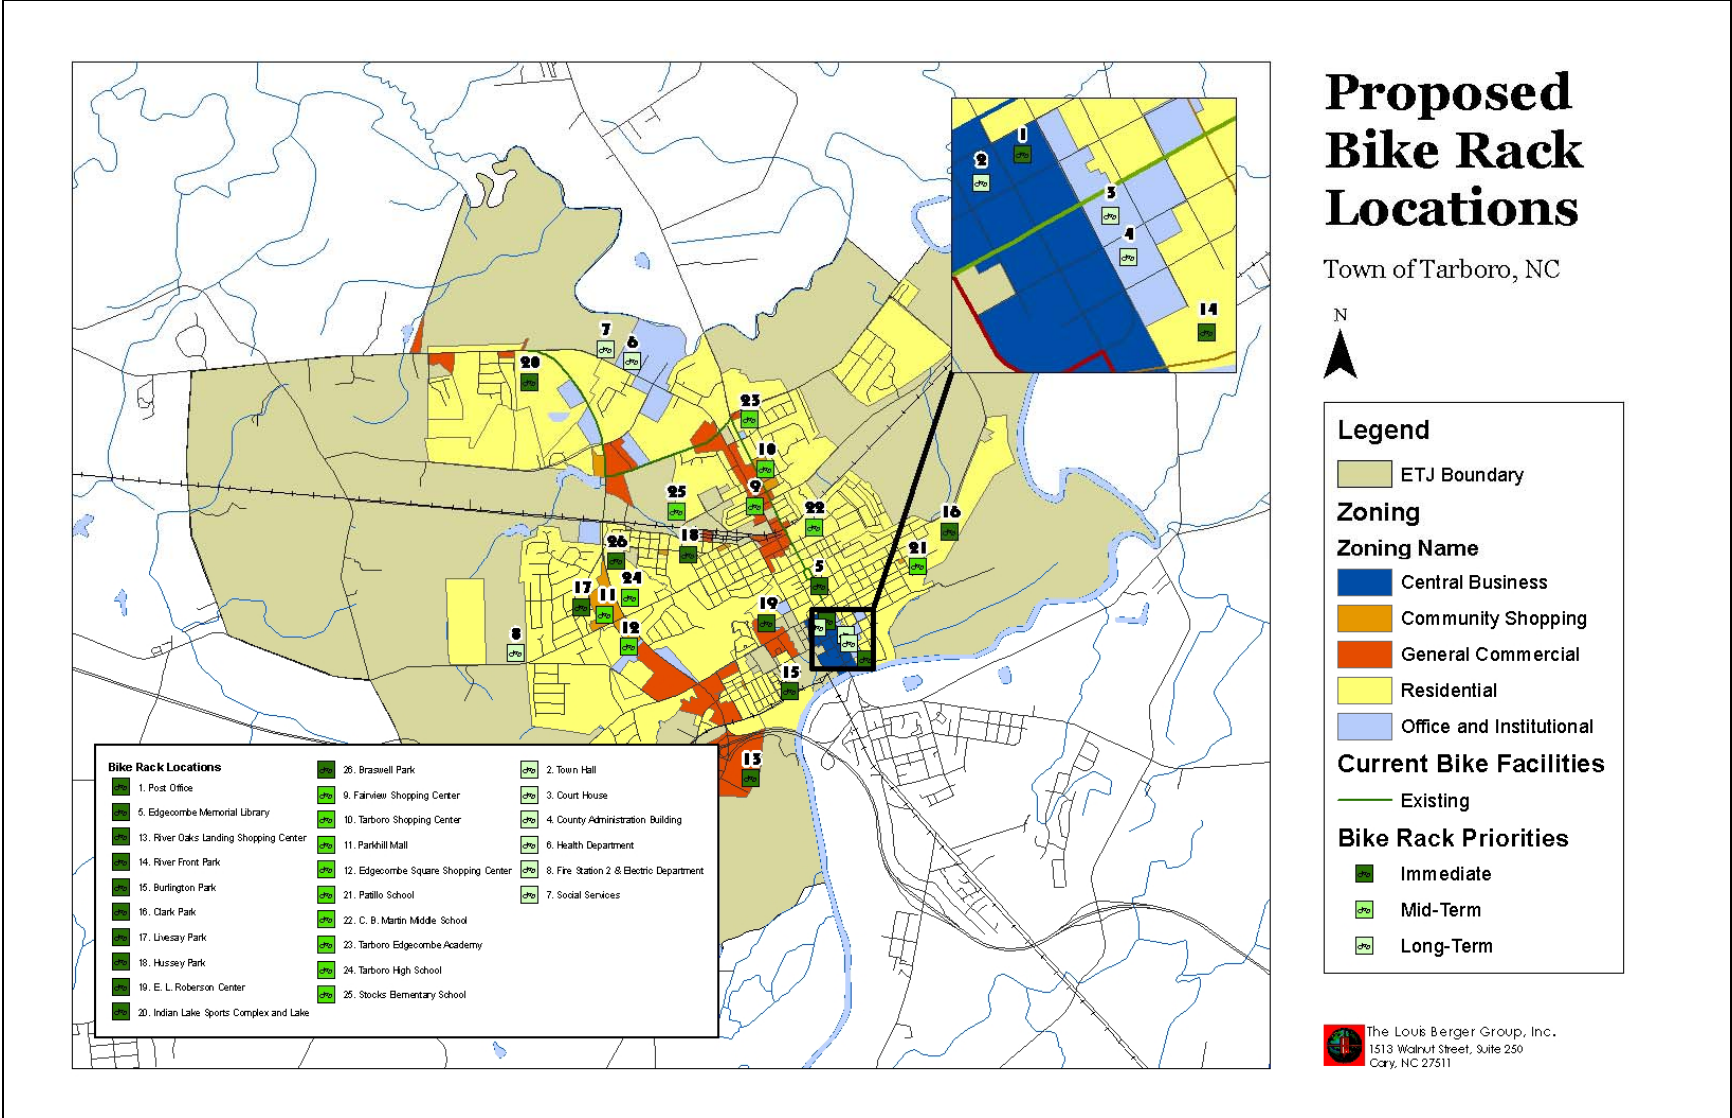 Proposed
Bike Rack
Locations
Town of Tarboro, NC
N
1
2
3
4
14
7
6
20
23
10
9
25
22
16
18
26
21
5
24
17
11
19
8
12
15
13
Legend
ETJ Boundary
Zoning
Zoning Name
Central Business
Community Shopping
General Commercial
Residential
Office and Institutional
Current Bike Facilities
Existing
Bike Rack Priorities
Immediate
Mid-Term
Long-Term
Bike Rack Locations
1. Post Office
5. Edgecombe Memorial Library
13. River Oaks Landing Shopping Center
14. River Front Park
15. Burlington Park
16. Clark Park
17. Livesay Park
18. Hussey Park
19. E. L. Roberson Center
20. Indian Lake Sports Complex and Lake
26. Braswell Park
9. Fairview Shopping Center
10. Tarboro Shopping Center
11. Parkhill Mall
12. Edgecombe Square Shopping Center
21. Patillo School
22. C. B. Martin Middle School
23. Tarboro Edgecombe Academy
24. Tarboro High School
25. Stocks Elementary School
2. Town Hall
3. Court House
4. County Administration Building
6. Health Department
8. Fire Station 2 & Electric Department
7. Social Services
The Louis Berger Group, Inc.
1513 Walnut Street, Suite 250
Cary, NC 27511